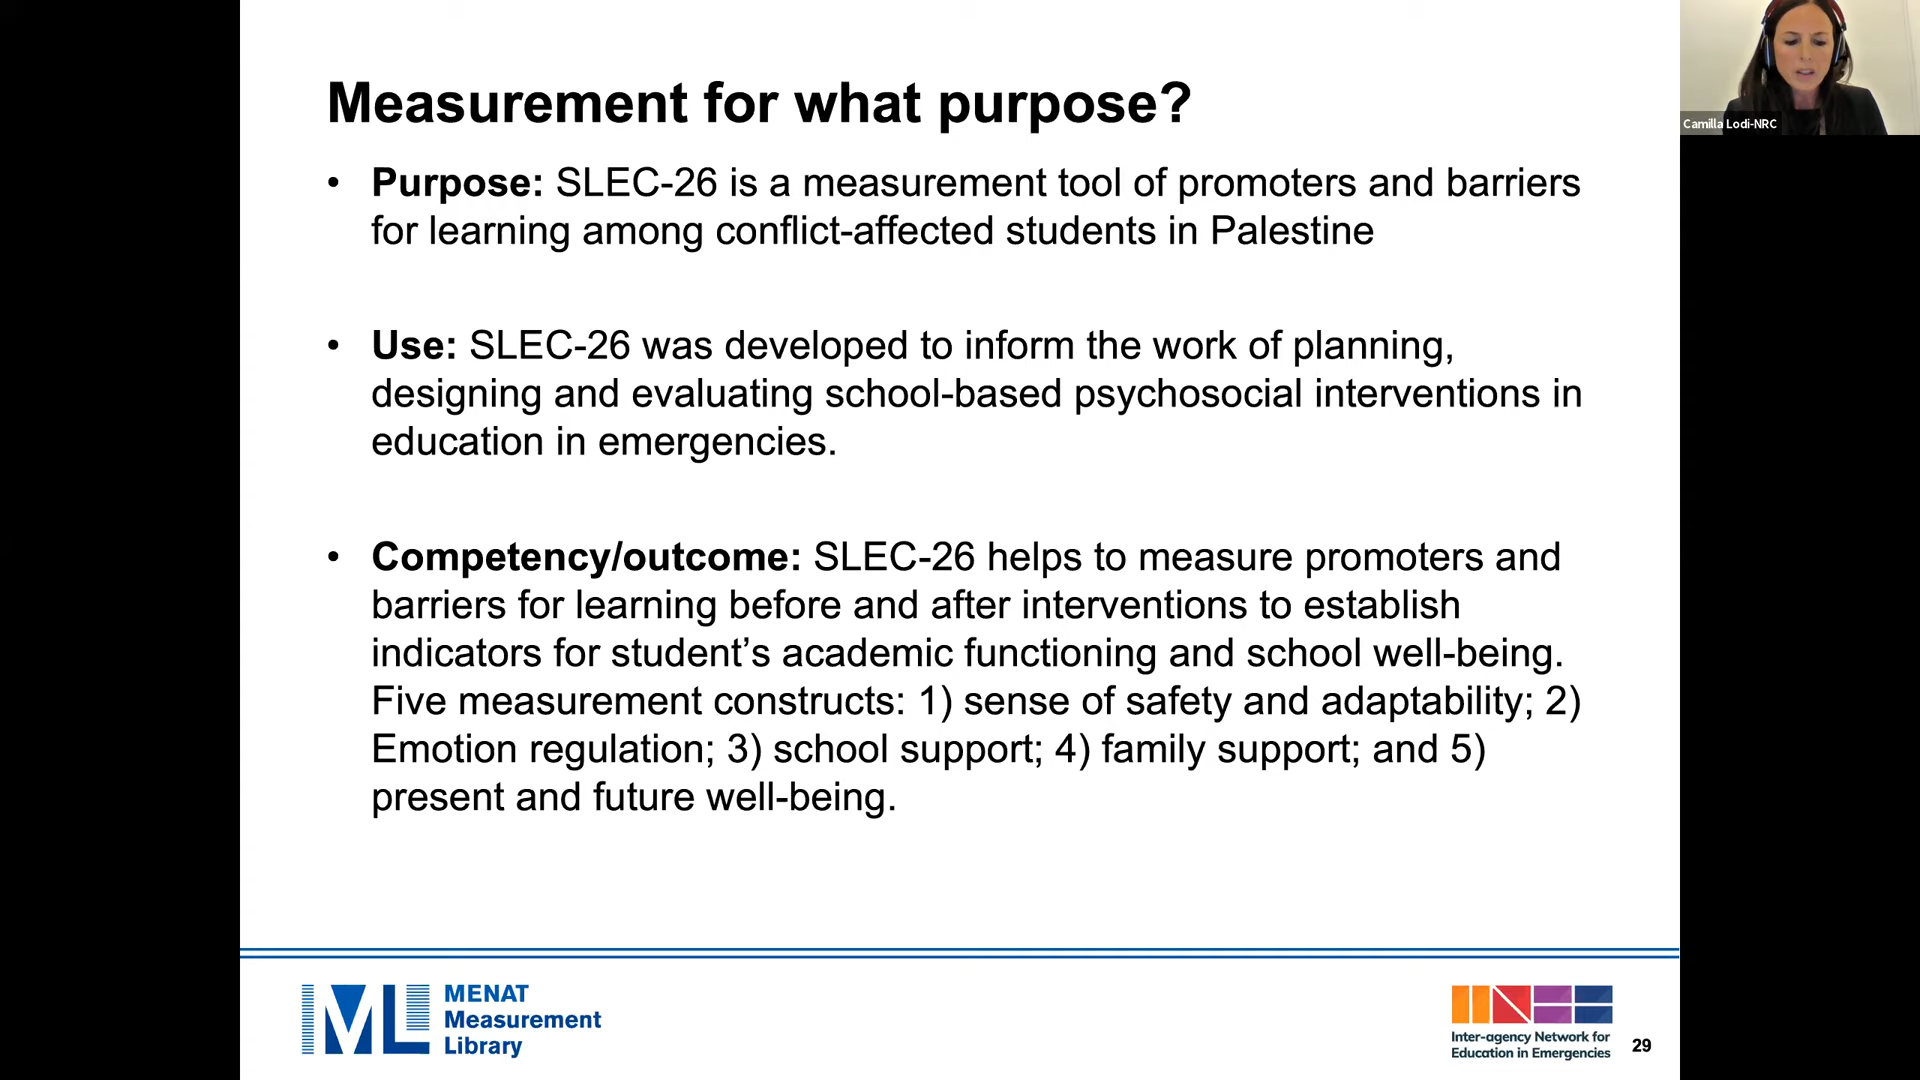 Measurement for what purpose?
• Purpose: SLEC-26 is a measurement tool of promoters and barriers
for learning among conflict-affected students in Palestine
• Use: SLEC-26 was developed to inform the work of planning,
designing and evaluating school-based psychosocial interventions in
education in emergencies.
• Competency/outcome: SLEC-26 helps to measure promoters and
barriers for learning before and after interventions to establish
indicators for student’s academic functioning and school well-being.
Five measurement constructs: 1) sense of safety and adaptability; 2)
Emotion regulation; 3) school support; 4) family support; and 5)
present and future well-being.
Camilla Lodi-NRC
ML
MENAT
Measurement
Library
INEE
Inter-agency Network for
Education in Emergencies
29